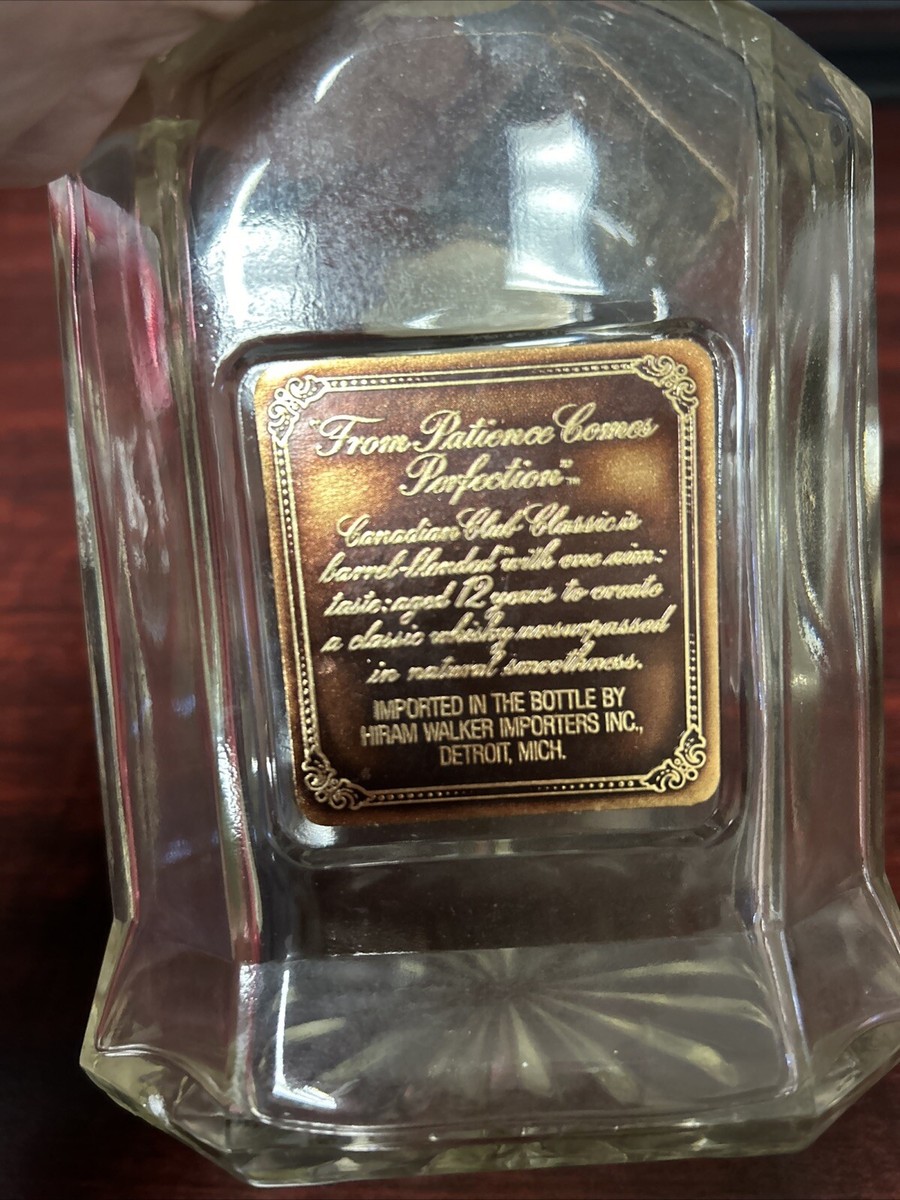 "From Patience Comes
Perfection"™
Canadian Club Classic is
barrel-blended™ with one aim:
taste: aged 12 years to create
a classic whisky unsurpassed
in natural smoothness.
IMPORTED IN THE BOTTLE BY
HIRAM WALKER IMPORTERS INC.,
DETROIT, MICH.